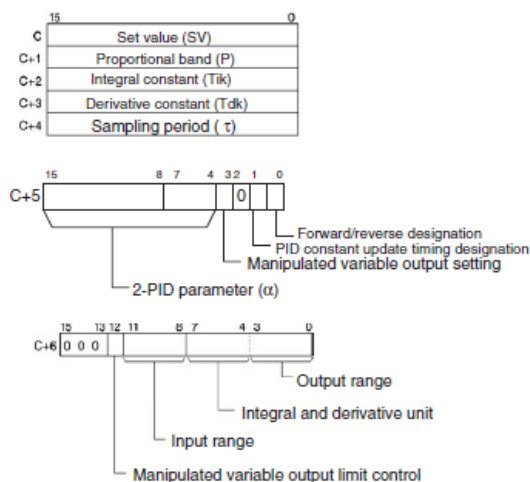 15 0
C Set value (SV)
C+1 Proportional band (P)
C+2 Integral constant (Tik)
C+3 Derivative constant (Tdk)
C+4 Sampling period ( τ )
15 8 7 4 3 2 1 0
C+5 0
Forward/reverse designation
PID constant update timing designation
Manipulated variable output setting
2-PID parameter (α)
15 13 12 11 8 7 4 3 0
C+6 0 0 0
Output range
Integral and derivative unit
Input range
Manipulated variable output limit control